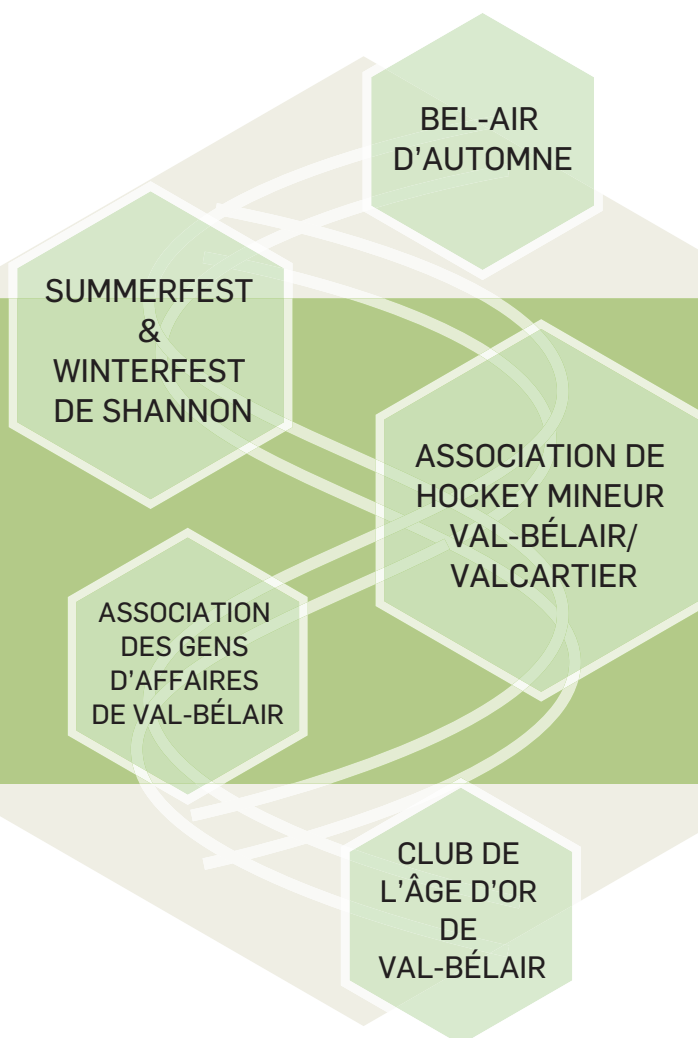 BEL-AIR
D'AUTOMNE
SUMMERFEST
&
WINTERFEST
DE SHANNON
ASSOCIATION DE
HOCKEY MINEUR
VAL-BÉLAIR/
VALCARTIER
ASSOCIATION
DES GENS
D'AFFAIRES
DE VAL-BÉLAIR
CLUB DE
L'ÂGE D'OR
DE
VAL-BÉLAIR